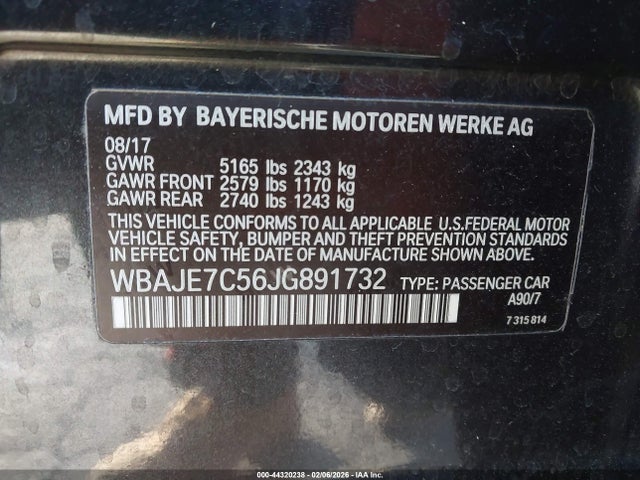 MFD BY BAYERISCHE MOTOREN WERKE AG
08/17
GVWR 5165 lbs 2343 kg
GAWR FRONT 2579 lbs 1170 kg
GAWR REAR 2740 lbs 1243 kg
THIS VEHICLE CONFORMS TO ALL APPLICABLE U.S.FEDERAL MOTOR
VEHICLE SAFETY, BUMPER AND THEFT PREVENTION STANDARDS
IN EFFECT ON THE DATE OF MANUFACTURE SHOWN ABOVE.
WBAJE7C56JG891732 TYPE: PASSENGER CAR
A90/7
7 315 814
000-44320238 - 02/06/2026 - IAA Inc.